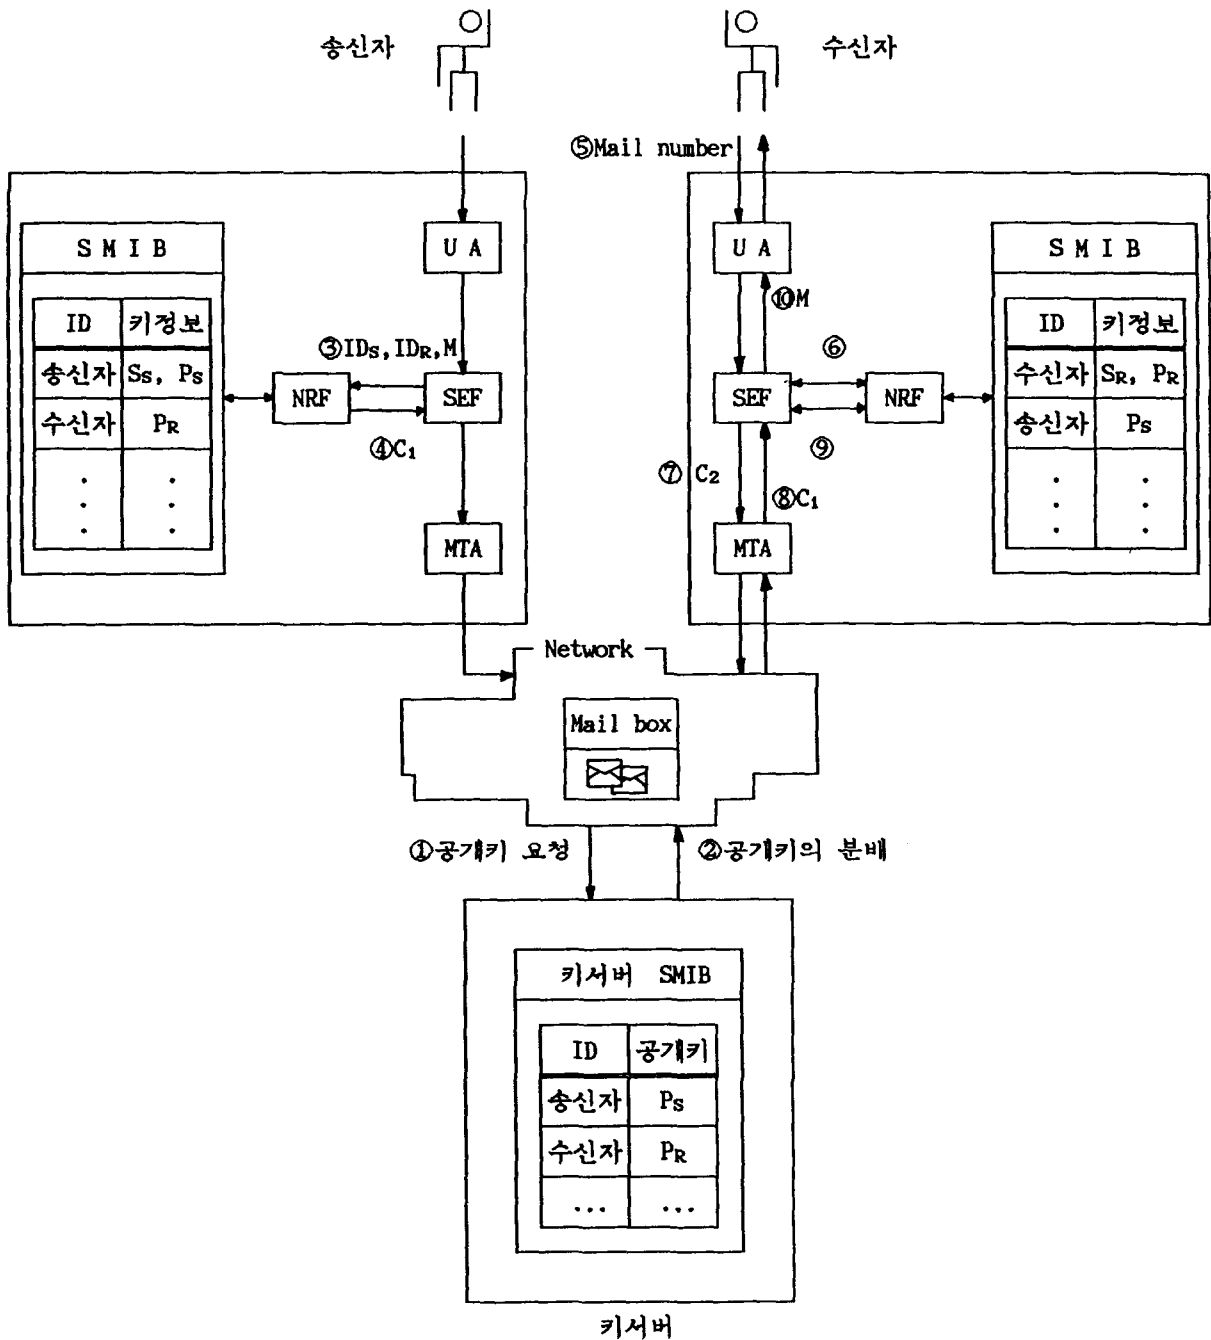 송신자
수신자
⑤Mail number
S M I B
U A
U A
S M I B
⑩M
ID 키정보
③IDS,IDR,M
⑥
ID 키정보
송신자 SS, PS
NRF
SEF
SEF
NRF
수신자 SR, PR
수신자 PR
송신자 PS
④C1
⑨
⑦ C2
⑧C1
MTA
MTA
Network
Mail box
①공개키 요청
②공개키의 분배
키서버 SMIB
ID 공개키
송신자 PS
수신자 PR
... ...
키서버